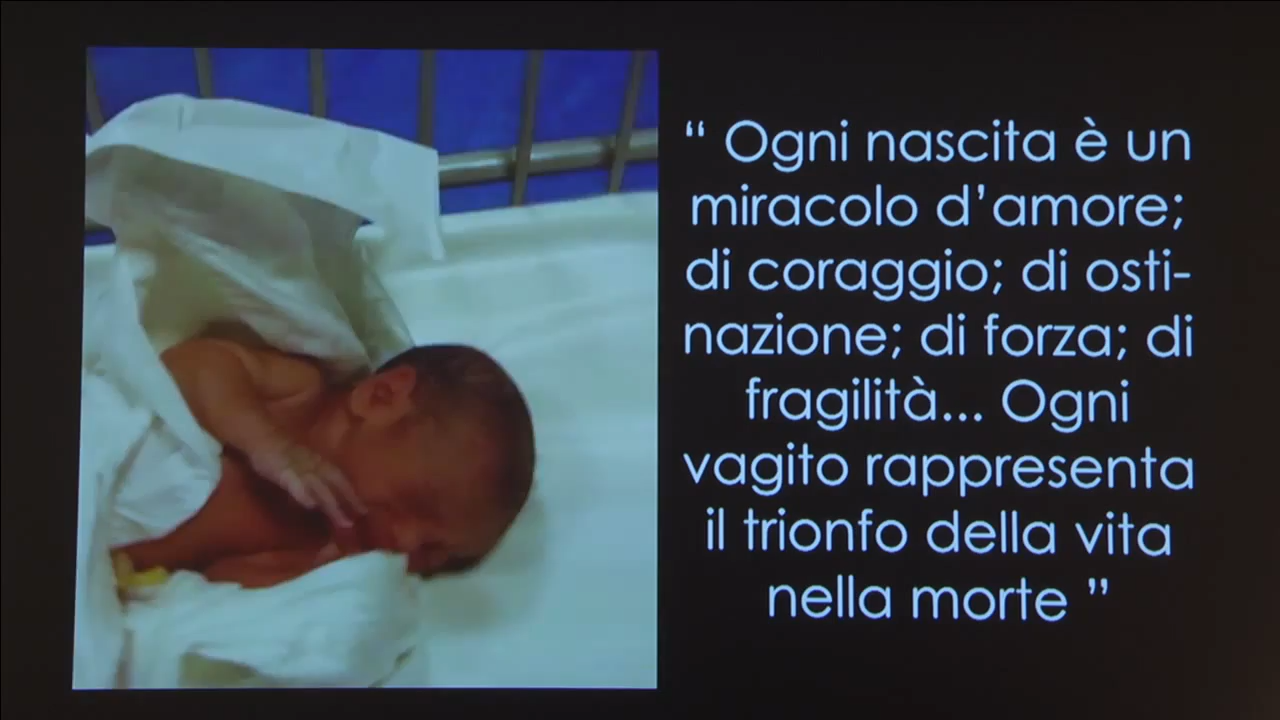 “ Ogni nascita è un
miracolo d’amore;
di coraggio; di osti-
nazione; di forza; di
fragilità... Ogni
vagito rappresenta
il trionfo della vita
nella morte ”